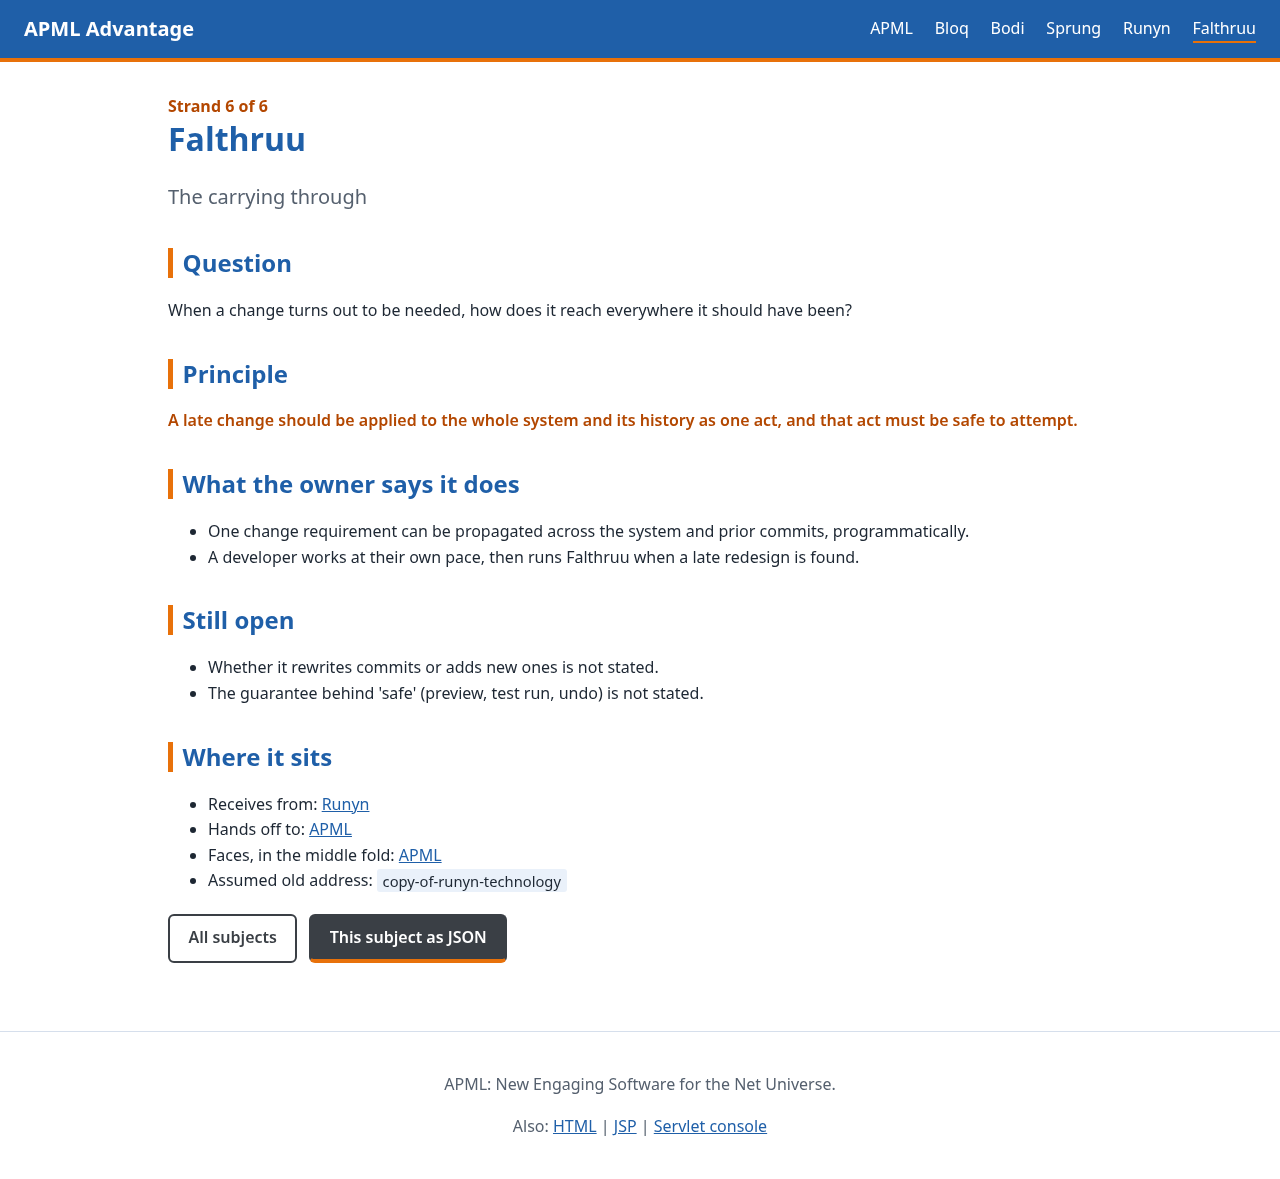 APML Advantage
APML Bloq Bodi Sprung Runyn Falthruu
Strand 6 of 6
Falthruu
The carrying through
Question
When a change turns out to be needed, how does it reach everywhere it should have been?
Principle
A late change should be applied to the whole system and its history as one act, and that act must be safe to attempt.
What the owner says it does
One change requirement can be propagated across the system and prior commits, programmatically.
A developer works at their own pace, then runs Falthruu when a late redesign is found.
Still open
Whether it rewrites commits or adds new ones is not stated.
The guarantee behind 'safe' (preview, test run, undo) is not stated.
Where it sits
Receives from: Runyn
Hands off to: APML
Faces, in the middle fold: APML
Assumed old address: copy-of-runyn-technology
All subjects This subject as JSON
APML: New Engaging Software for the Net Universe.
Also: HTML | JSP | Servlet console